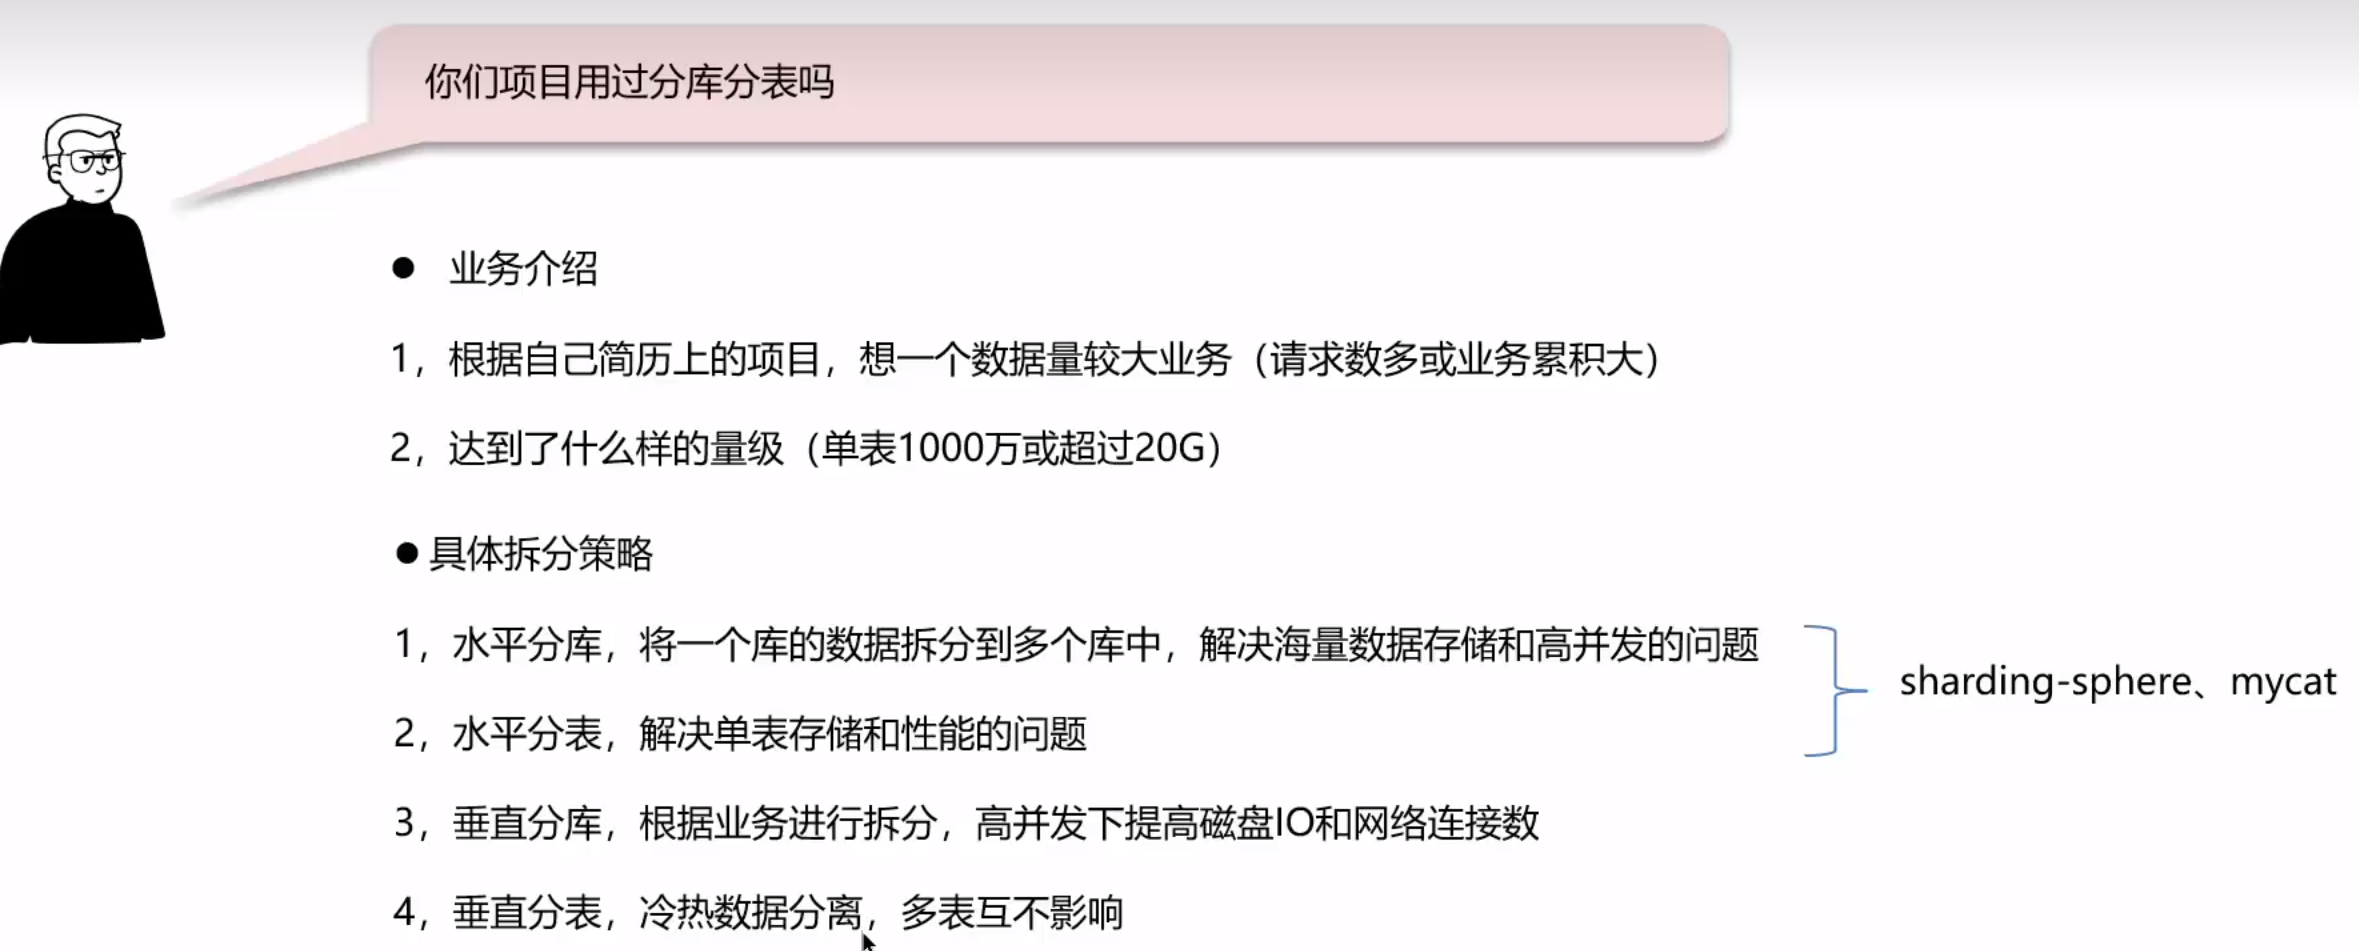 你们项目用过分库分表吗
● 业务介绍
1，根据自己简历上的项目，想一个数据量较大业务（请求数多或业务累积大）
2，达到了什么样的量级（单表1000万或超过20G）
● 具体拆分策略
1，水平分库，将一个库的数据拆分到多个库中，解决海量数据存储和高并发的问题
2，水平分表，解决单表存储和性能的问题
sharding-sphere、mycat
3，垂直分库，根据业务进行拆分，高并发下提高磁盘IO和网络连接数
4，垂直分表，冷热数据分离，多表互不影响